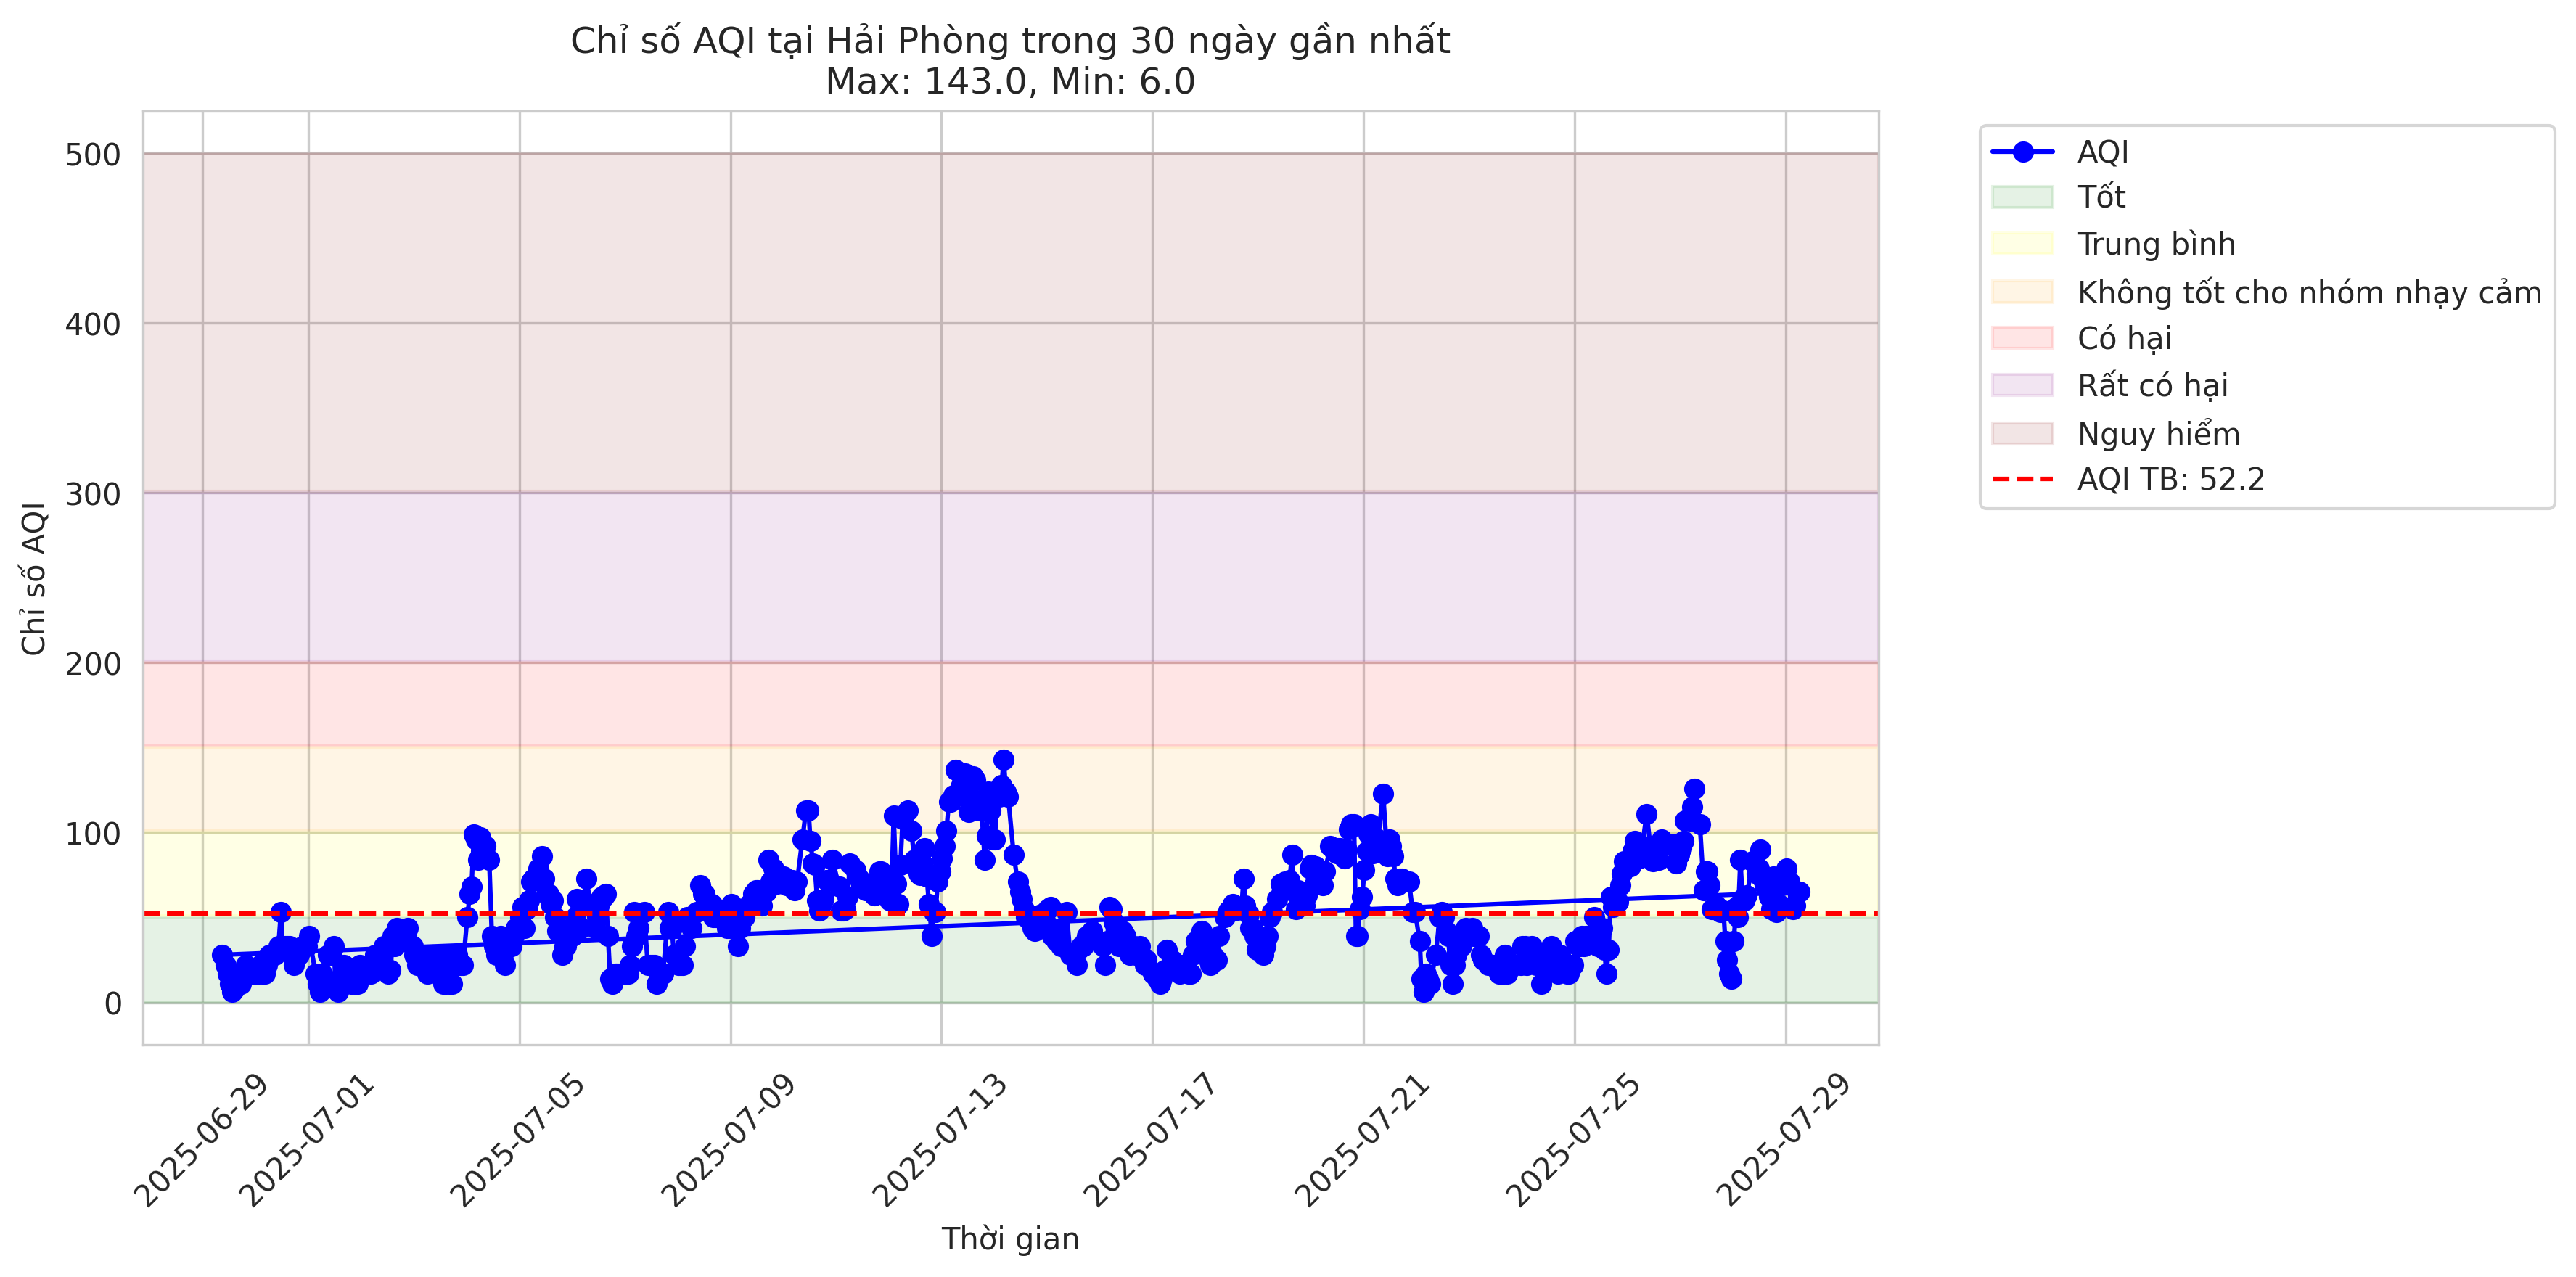 Chỉ số AQI tại Hải Phòng trong 30 ngày gần nhất
Max: 143.0, Min: 6.0
Chỉ số AQI
500
400
300
200
100
0
2025-06-29
2025-07-01
2025-07-05
2025-07-09
2025-07-13
2025-07-17
2025-07-21
2025-07-25
2025-07-29
Thời gian
AQI
Tốt
Trung bình
Không tốt cho nhóm nhạy cảm
Có hại
Rất có hại
Nguy hiểm
AQI TB: 52.2